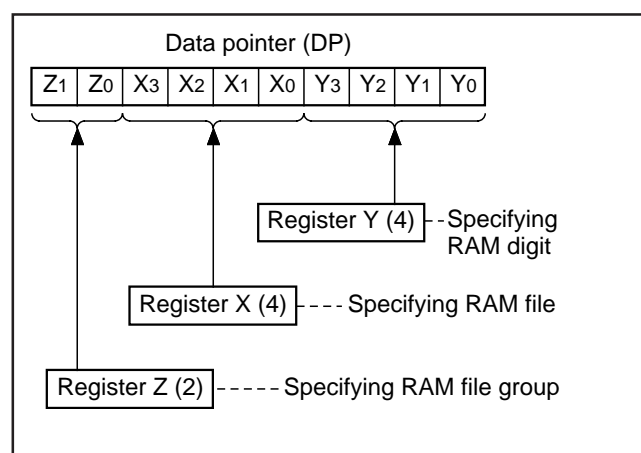 Data pointer (DP)
Z1 Z0 X3 X2 X1 X0 Y3 Y2 Y1 Y0
Register Y (4) Specifying
RAM digit
Register X (4) Specifying RAM file
Register Z (2) Specifying RAM file group